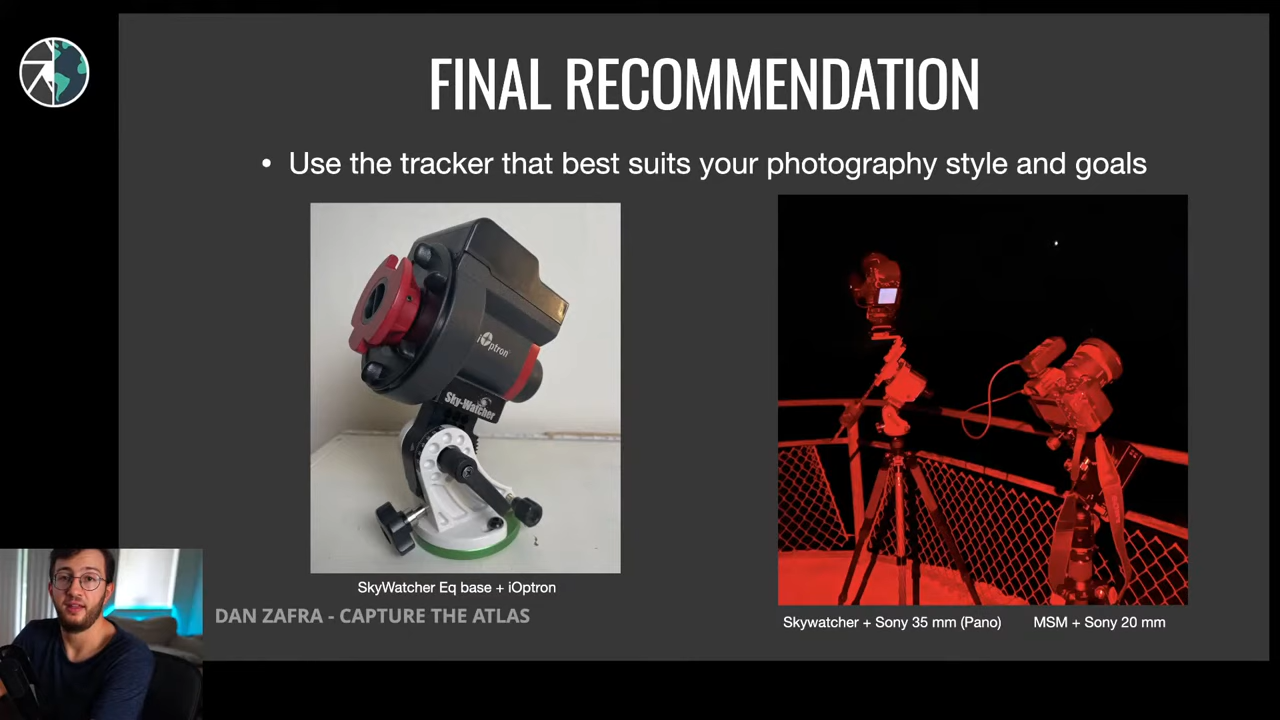 FINAL RECOMMENDATION
• Use the tracker that best suits your photography style and goals
iOptron
Sky-Watcher
SkyWatcher Eq base + iOptron
DAN ZAFRA - CAPTURE THE ATLAS
Skywatcher + Sony 35 mm (Pano)
MSM + Sony 20 mm